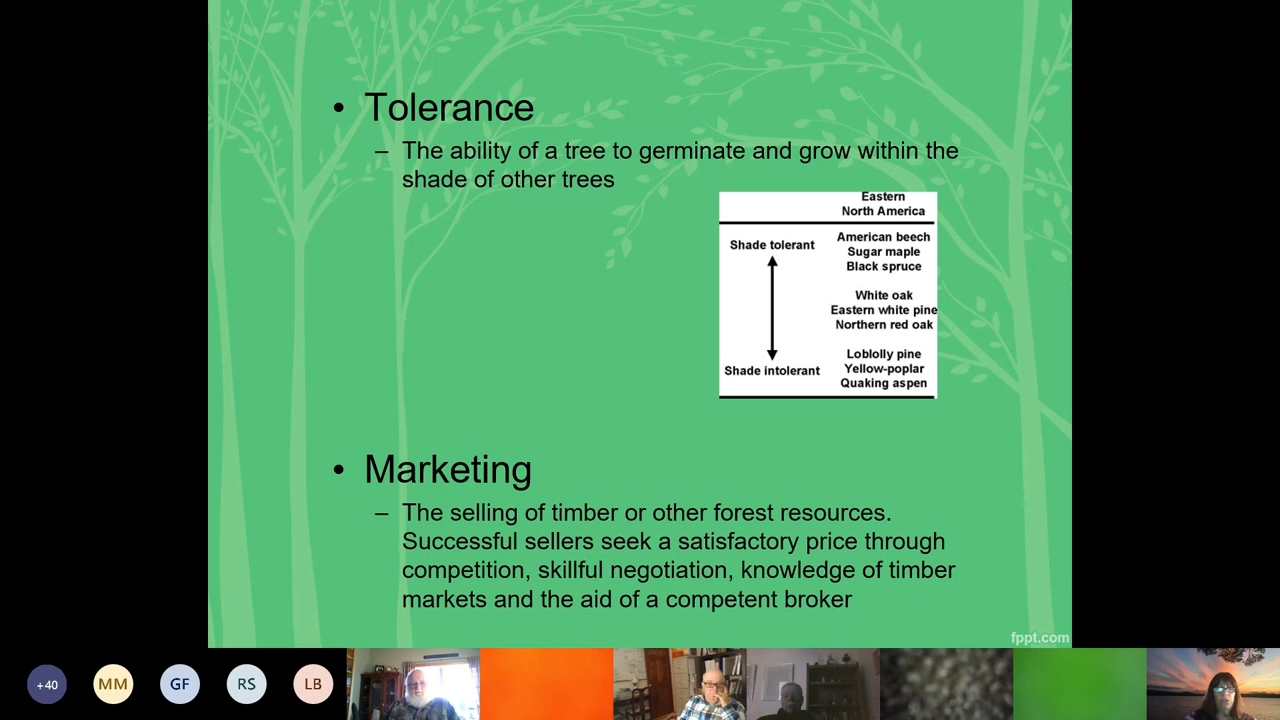 • Tolerance
– The ability of a tree to germinate and grow within the
shade of other trees
Eastern
North America
Shade tolerant
American beech
Sugar maple
Black spruce
White oak
Eastern white pine
Northern red oak
Loblolly pine
Shade intolerant
Yellow-poplar
Quaking aspen
• Marketing
– The selling of timber or other forest resources.
Successful sellers seek a satisfactory price through
competition, skillful negotiation, knowledge of timber
markets and the aid of a competent broker
fppt.com
+40
MM
GF
RS
LB